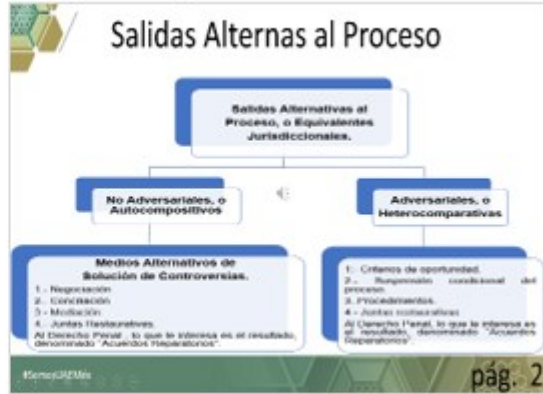 Salidas Alternas al Proceso
Salidas Alternativas al
Proceso, o Equivalentes
Jurisdiccionales.
No Adversariales, o
Autocompositivos
Adversariales, o
Heterocomparativas
Medios Alternativos de
Solución de Controversias.
1.- Negociación
2.- Conciliación
3.- Mediación
4.- Juntas Restaurativas.
Al Derecho Penal , lo que le interesa es el resultado,
denominado "Acuerdos Reparatorios".
1.- Criterios de oportunidad.
2.- Suspensión condicional del
proceso.
3. Procedimientos.
4.- Juntas restaurativas
Al Derecho Penal, lo que le interesa es
el resultado, denominado "Acuerdos
Reparatorios".
#SomosUAEMéx
pág. 2